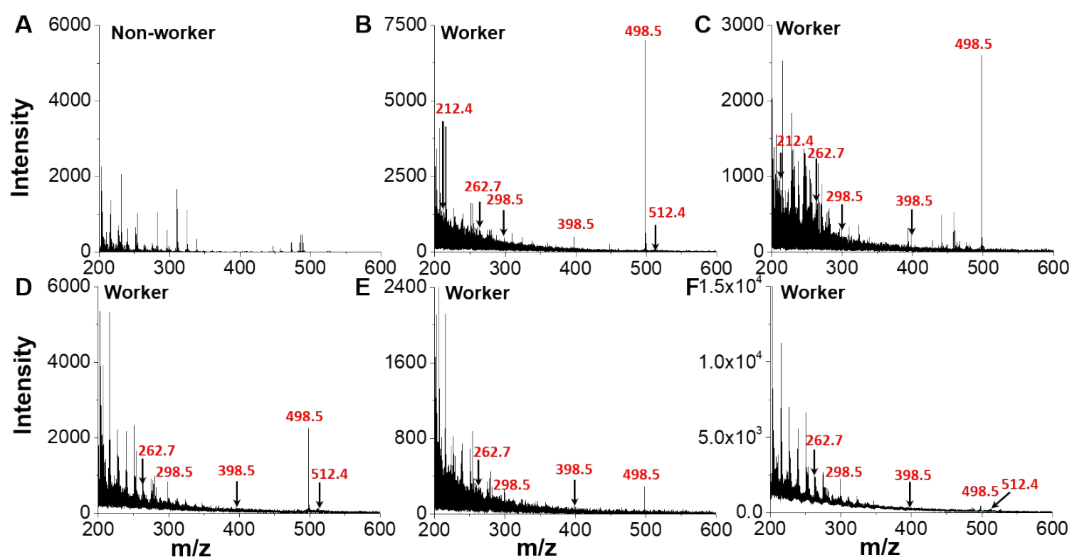 A
Non-worker
6000
4000
2000
0
200 300 400 500 600
Intensity
B
Worker
7500
5000
2500
0
200 300 400 500 600
212.4
262.7
298.5
398.5
498.5
512.4
C
Worker
3000
2000
1000
0
200 300 400 500 600
212.4
262.7
298.5
398.5
498.5
D
Worker
6000
4000
2000
0
200 300 400 500 600
Intensity
m/z
262.7
298.5
398.5
498.5
512.4
E
Worker
2400
1600
800
0
200 300 400 500 600
m/z
262.7
298.5
398.5
498.5
F
Worker
1.5x10⁴
1.0x10⁴
5.0x10³
0.0
200 300 400 500 600
m/z
262.7
298.5
398.5
498.5
512.4